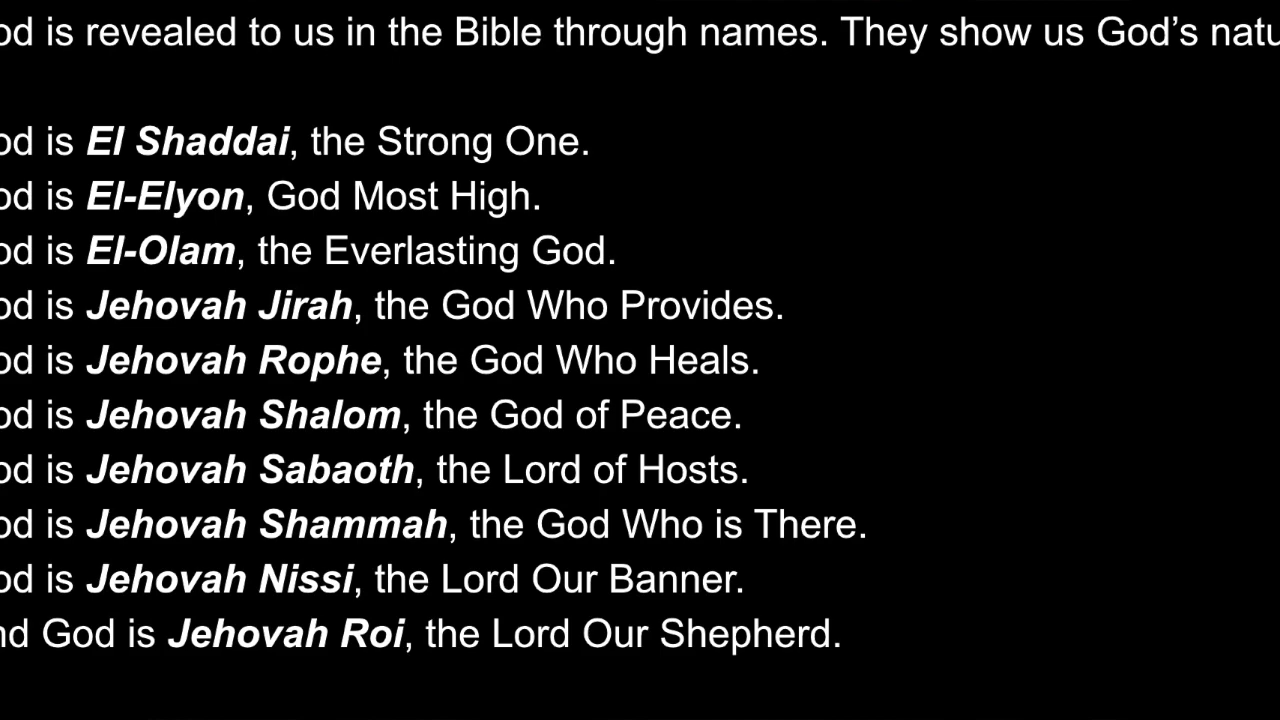 od is revealed to us in the Bible through names. They show us God’s natu
od is El Shaddai, the Strong One.
od is El-Elyon, God Most High.
od is El-Olam, the Everlasting God.
od is Jehovah Jirah, the God Who Provides.
od is Jehovah Rophe, the God Who Heals.
od is Jehovah Shalom, the God of Peace.
od is Jehovah Sabaoth, the Lord of Hosts.
od is Jehovah Shammah, the God Who is There.
od is Jehovah Nissi, the Lord Our Banner.
nd God is Jehovah Roi, the Lord Our Shepherd.